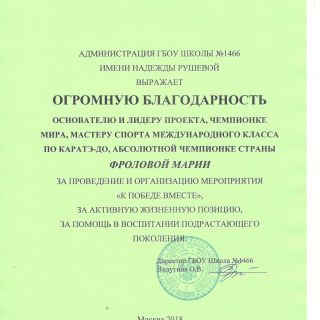 АДМИНИСТРАЦИЯ ГБОУ ШКОЛЫ №1466
ИМЕНИ НАДЕЖДЫ РУШЕВОЙ
ВЫРАЖАЕТ
ОГРОМНУЮ БЛАГОДАРНОСТЬ
ОСНОВАТЕЛЮ И ЛИДЕРУ ПРОЕКТА, ЧЕМПИОНКЕ
МИРА, МАСТЕРУ СПОРТА МЕЖДУНАРОДНОГО КЛАССА
ПО КАРАТЭ-ДО, АБСОЛЮТНОЙ ЧЕМПИОНКЕ СТРАНЫ
ФРОЛОВОЙ МАРИИ
ЗА ПРОВЕДЕНИЕ И ОРГАНИЗАЦИЮ МЕРОПРИЯТИЯ
«К ПОБЕДЕ ВМЕСТЕ»,
ЗА АКТИВНУЮ ЖИЗНЕННУЮ ПОЗИЦИЮ,
ЗА ПОМОЩЬ В ВОСПИТАНИИ ПОДРАСТАЮЩЕГО
ПОКОЛЕНИЯ.
Директор ГБОУ Школа №1466
Видутина О.В.
Москва 2018